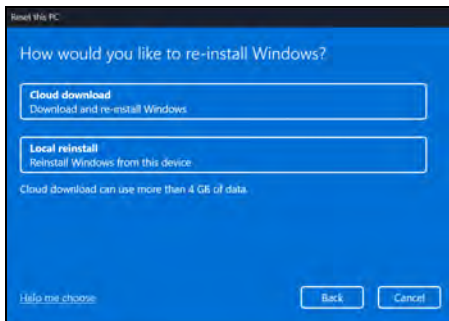 Reset this PC
How would you like to re-install Windows?
Cloud download
Download and re-install Windows
Local reinstall
Reinstall Windows from this device
Cloud download can use more than 4 GB of data.
Help me choose
Back
Cancel